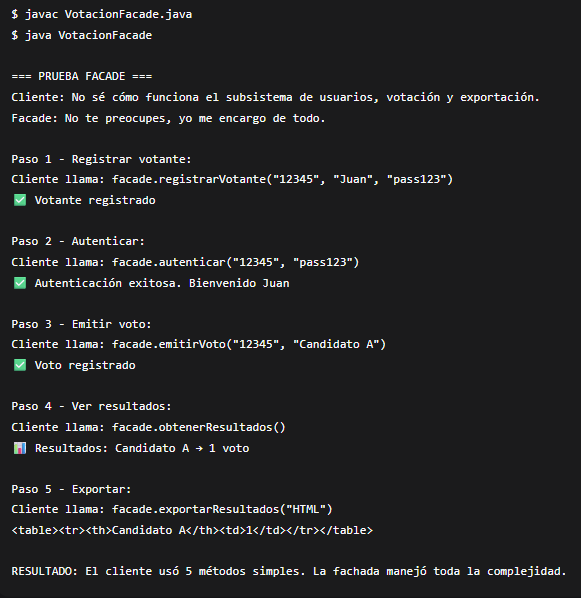 $ javac VotacionFacade.java
$ java VotacionFacade
=== PRUEBA FACADE ===
Cliente: No sé cómo funciona el subsistema de usuarios, votación y exportación.
Facade: No te preocupes, yo me encargo de todo.
Paso 1 - Registrar votante:
Cliente llama: facade.registrarVotante("12345", "Juan", "pass123")
✅ Votante registrado
Paso 2 - Autenticar:
Cliente llama: facade.autenticar("12345", "pass123")
✅ Autenticación exitosa. Bienvenido Juan
Paso 3 - Emitir voto:
Cliente llama: facade.emitirVoto("12345", "Candidato A")
✅ Voto registrado
Paso 4 - Ver resultados:
Cliente llama: facade.obtenerResultados()
📊 Resultados: Candidato A → 1 voto
Paso 5 - Exportar:
Cliente llama: facade.exportarResultados("HTML")
<table><tr><th>Candidato A</th><td>1</td></tr></table>
RESULTADO: El cliente usó 5 métodos simples. La fachada manejó toda la complejidad.